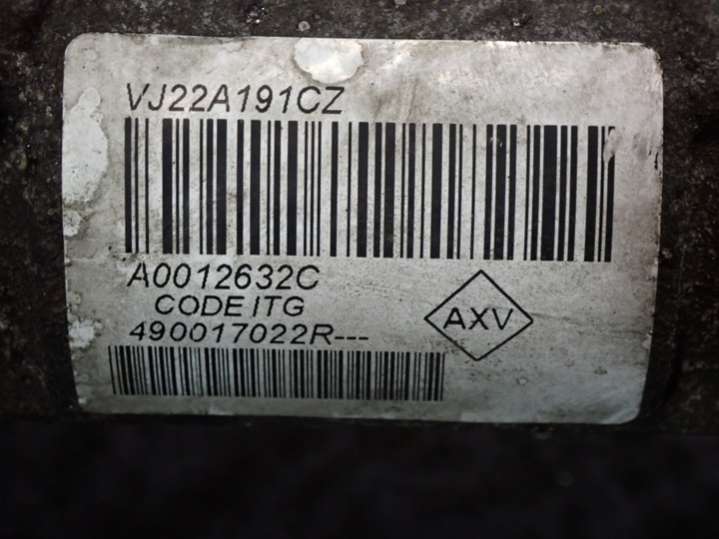 VJ22A191CZ
A0012632C
CODE ITG
490017022R---
AXV